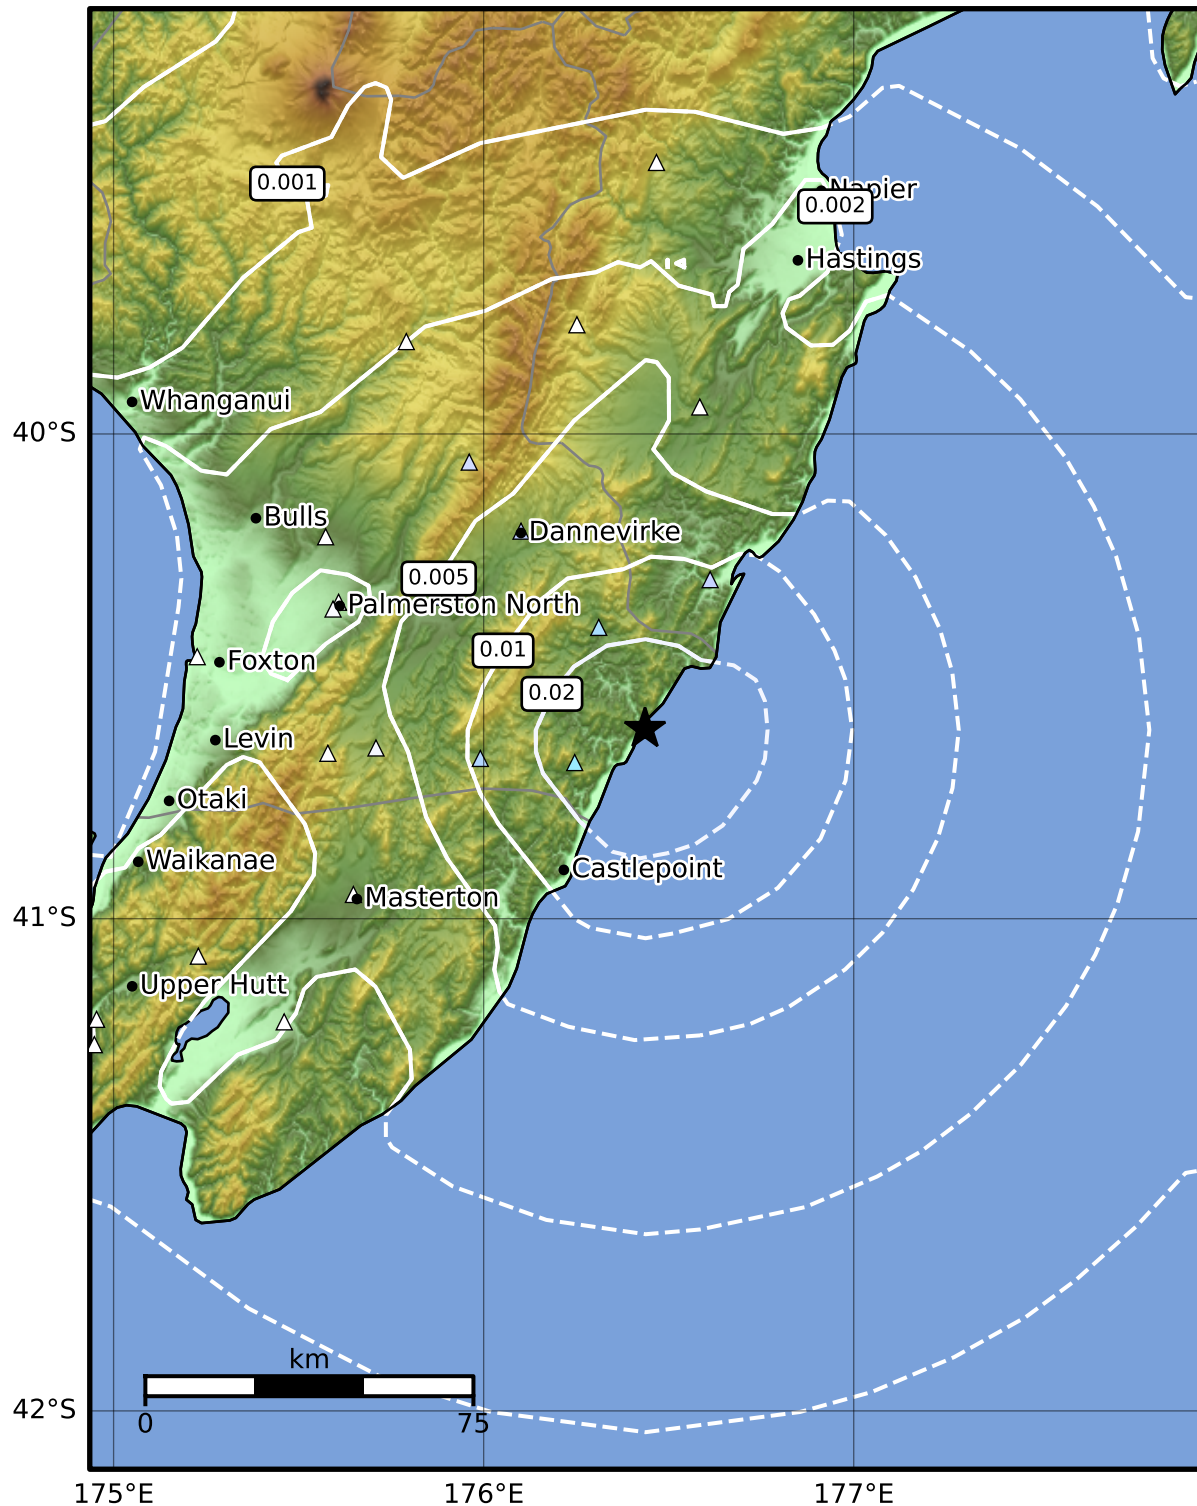 0.001
Napier
0.002
Hastings
Whanganui
40°S
Bulls
Dannevirke
0.005
Palmerston North
0.01
Foxton
0.02
Levin
Otaki
Waikanae
Castlepoint
Masterton
41°S
Upper Hutt
km
0 75
42°S
175°E 176°E 177°E